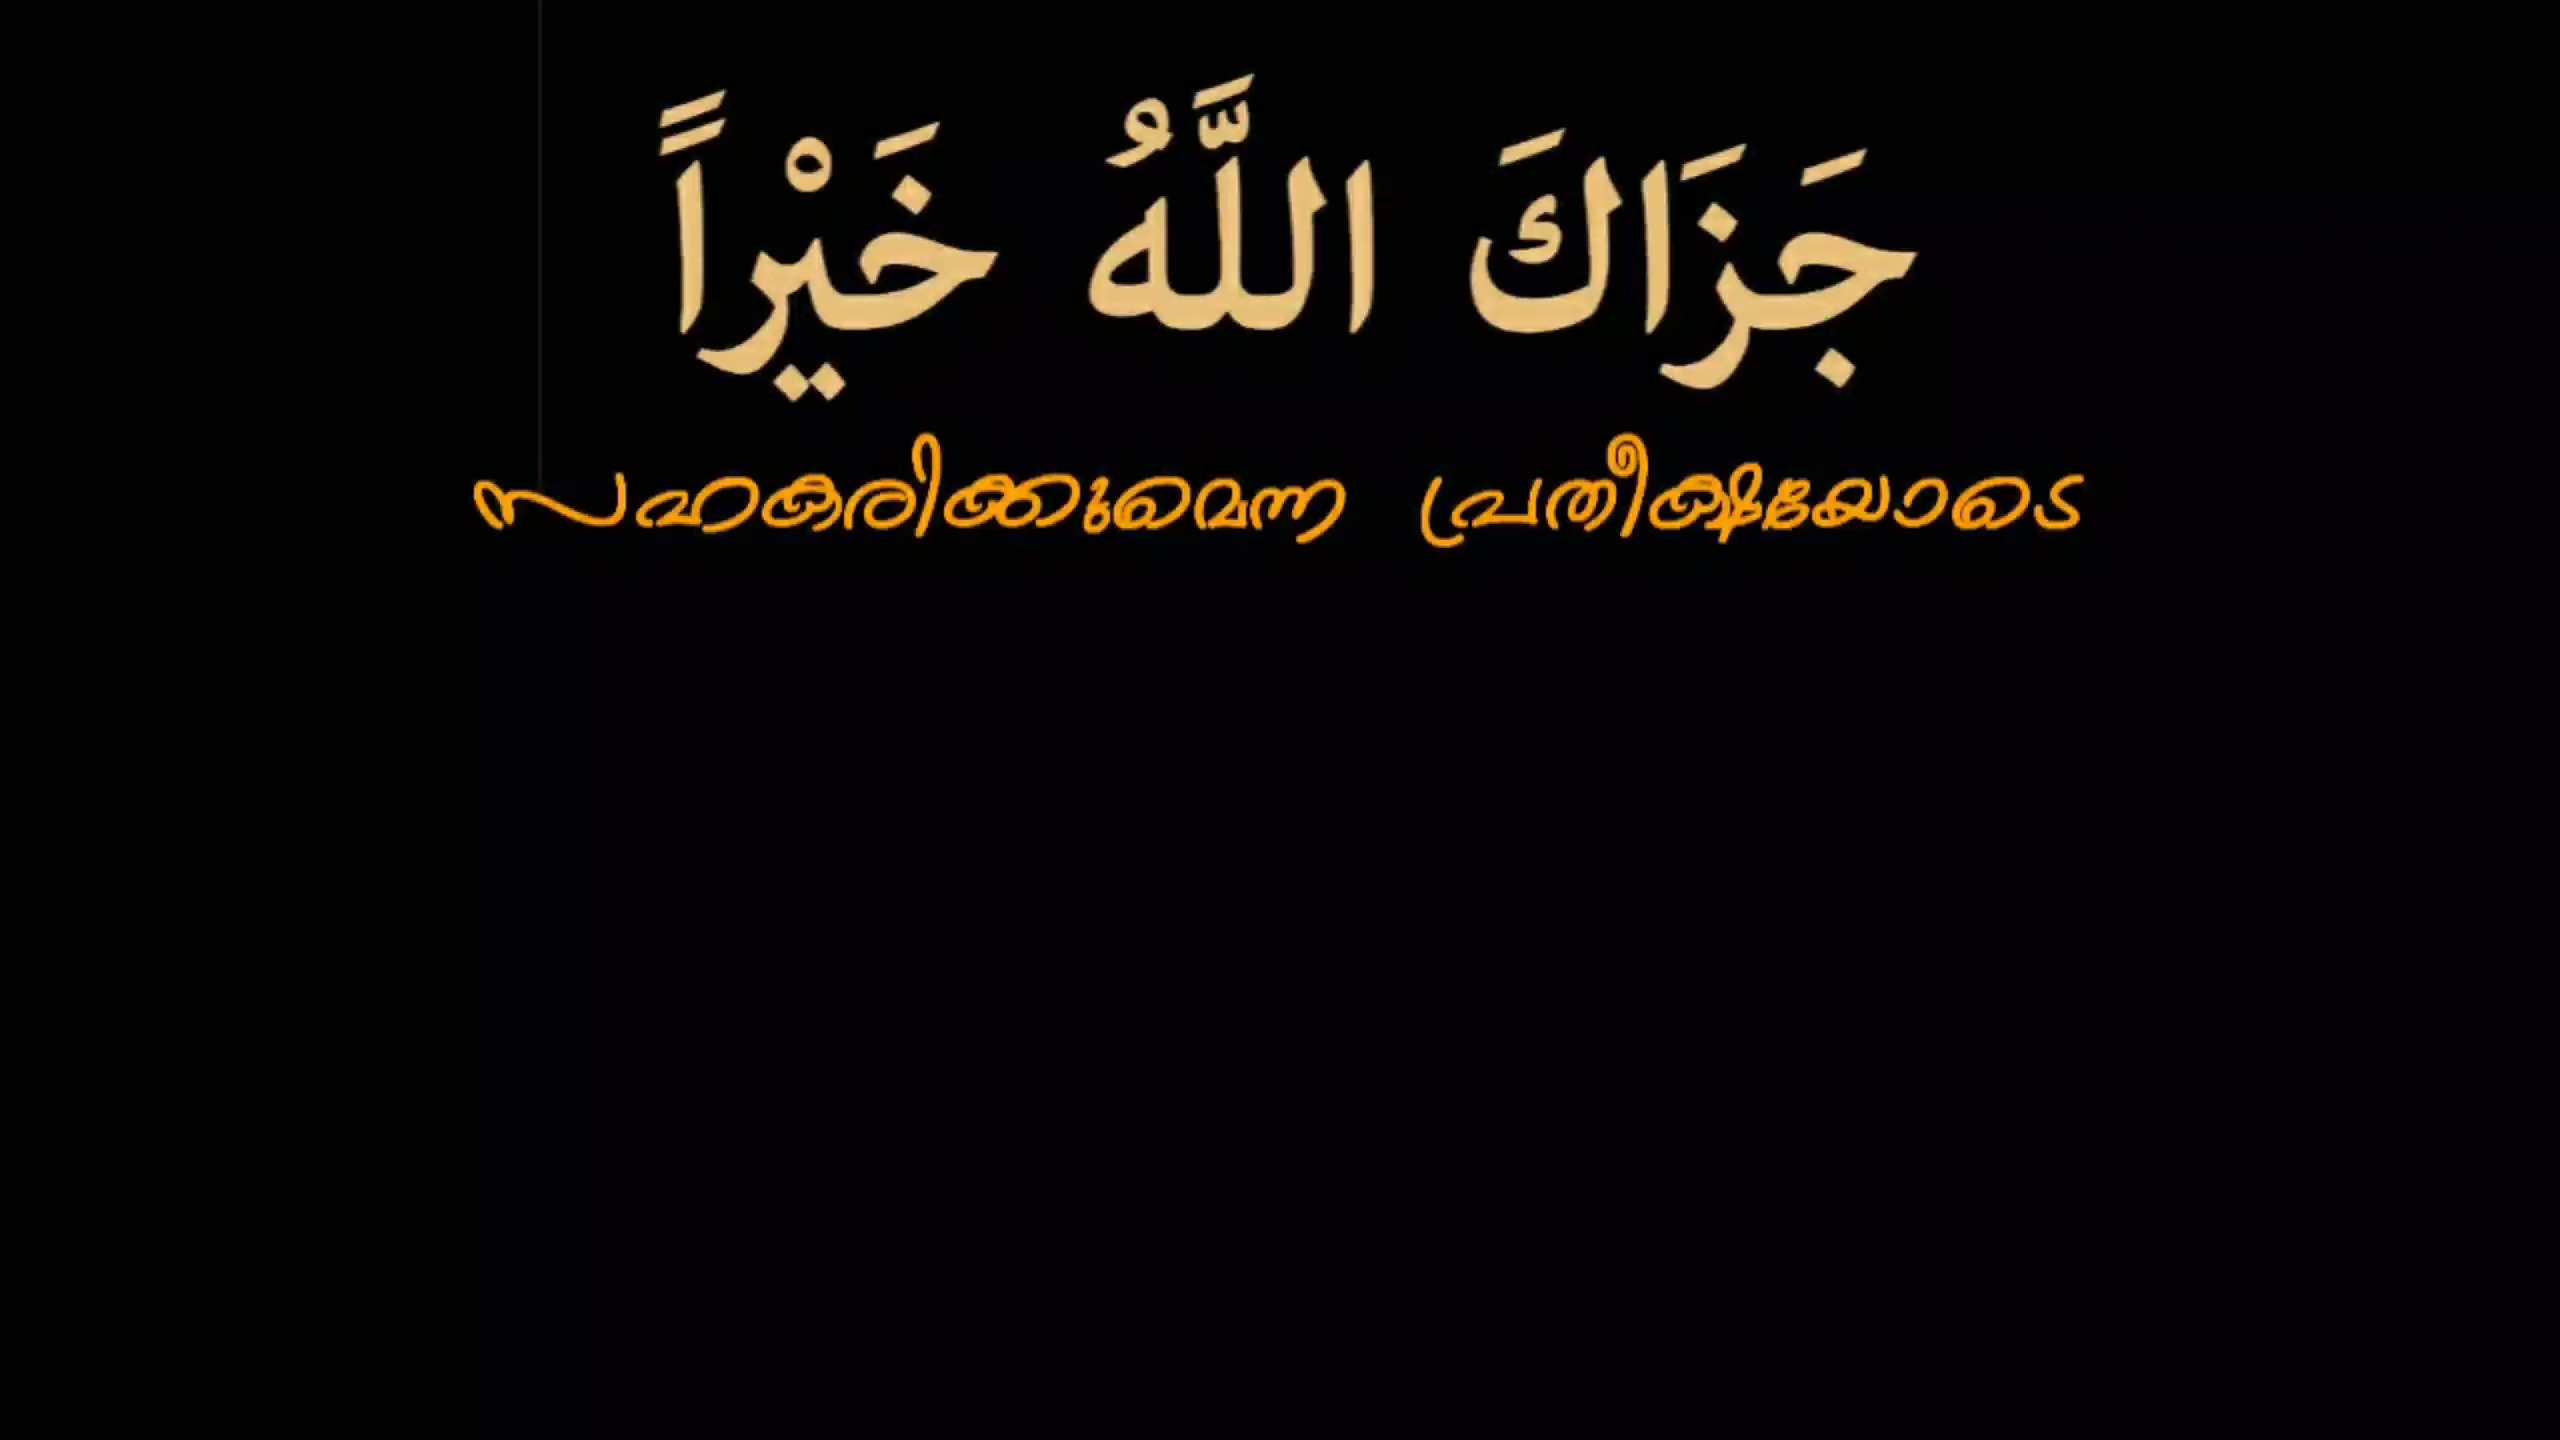 جَزَاكَ اللَّهُ خَيْراً
സഹകരിക്കുമെന്ന പ്രതീക്ഷയോടെ